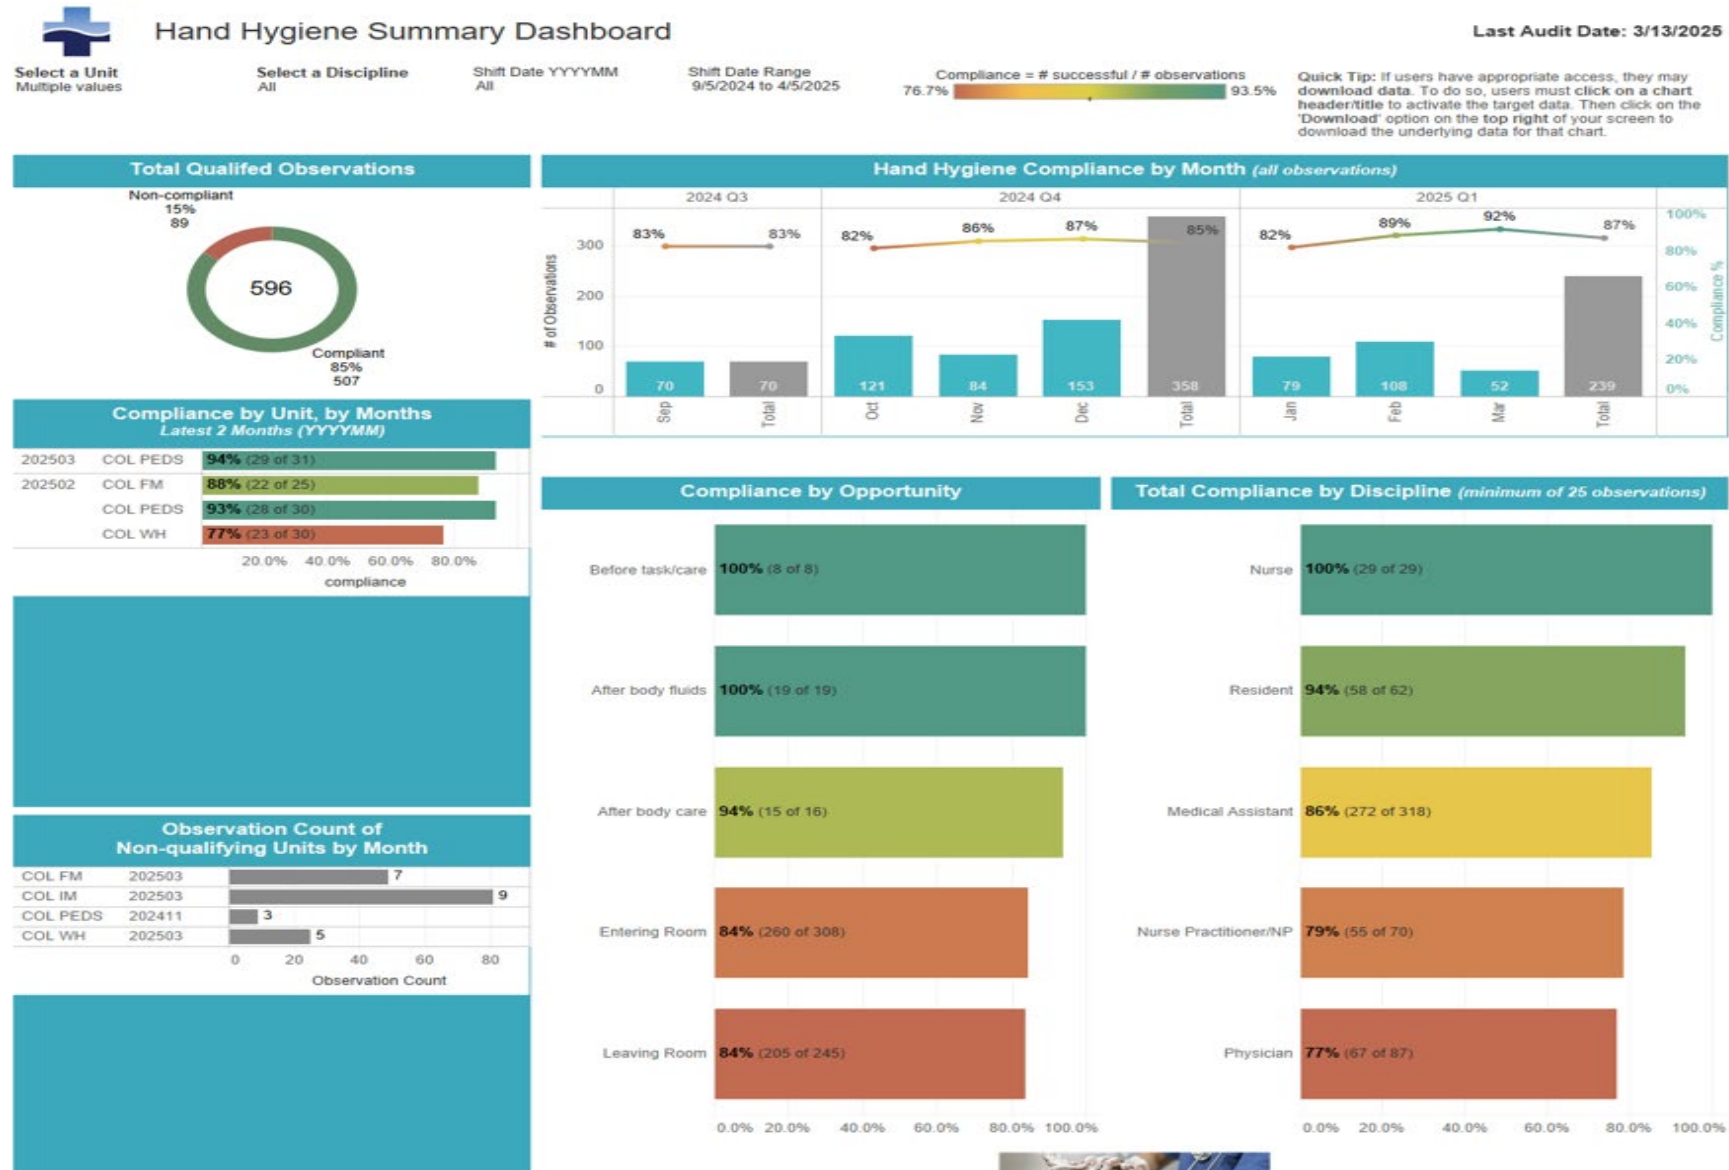 Hand Hygiene Summary Dashboard
Last Audit Date: 3/13/2025
Select a Unit
Multiple values
Select a Discipline
All
Shift Date YYYYMM
All
Shift Date Range
9/5/2024 to 4/5/2025
Compliance = # successful / # observations
76.7% 93.5%
Quick Tip: If users have appropriate access, they may
download data. To do so, users must click on a chart
header/title to activate the target data. Then click on the
'Download' option on the top right of your screen to
download the underlying data for that chart.
Total Qualifed Observations
Non-compliant
15%
89
596
Compliant
85%
507
Hand Hygiene Compliance by Month (all observations)
2024 Q3 2024 Q4 2025 Q1
83% 83% 82% 86% 87% 85% 82% 89% 92% 87%
# of Observations
300
200
100
0
100%
80%
60%
40%
20%
0%
Compliance %
70 70 121 84 153 358 79 108 52 239
Sep Total Oct Nov Dec Total Jan Feb Mar Total
Compliance by Unit, by Months
Latest 2 Months (YYYYMM)
202503 COL PEDS 94% (29 of 31)
202502 COL FM 88% (22 of 25)
COL PEDS 93% (28 of 30)
COL WH 77% (23 of 30)
20.0% 40.0% 60.0% 80.0%
compliance
Observation Count of
Non-qualifying Units by Month
COL FM 202503 7
COL IM 202503 9
COL PEDS 202411 3
COL WH 202503 5
0 20 40 60 80
Observation Count
Compliance by Opportunity
Before task/care 100% (8 of 8)
After body fluids 100% (19 of 19)
After body care 94% (15 of 16)
Entering Room 84% (260 of 308)
Leaving Room 84% (205 of 245)
0.0% 20.0% 40.0% 60.0% 80.0% 100.0%
Total Compliance by Discipline (minimum of 25 observations)
Nurse 100% (29 of 29)
Resident 94% (58 of 62)
Medical Assistant 86% (272 of 318)
Nurse Practitioner/NP 79% (55 of 70)
Physician 77% (67 of 87)
0.0% 20.0% 40.0% 60.0% 80.0% 100.0%